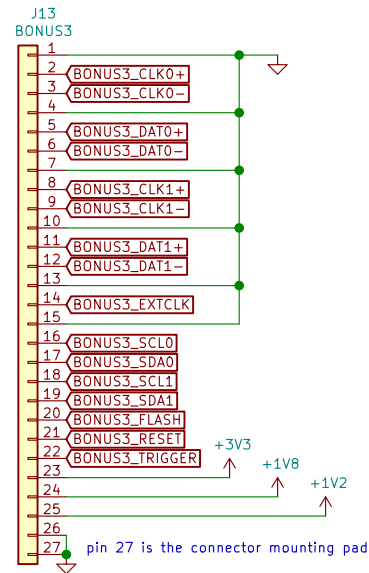 J13
BONUS3
1
2 BONUS3_CLK0+
3 BONUS3_CLK0-
4
5 BONUS3_DAT0+
6 BONUS3_DAT0-
7
8 BONUS3_CLK1+
9 BONUS3_CLK1-
10
11 BONUS3_DAT1+
12 BONUS3_DAT1-
13
14 BONUS3_EXTCLK
15
16 BONUS3_SCL0
17 BONUS3_SDA0
18 BONUS3_SCL1
19 BONUS3_SDA1
20 BONUS3_FLASH
21 BONUS3_RESET
22 BONUS3_TRIGGER
23 +3V3
24 +1V8
25 +1V2
26
27 pin 27 is the connector mounting pad